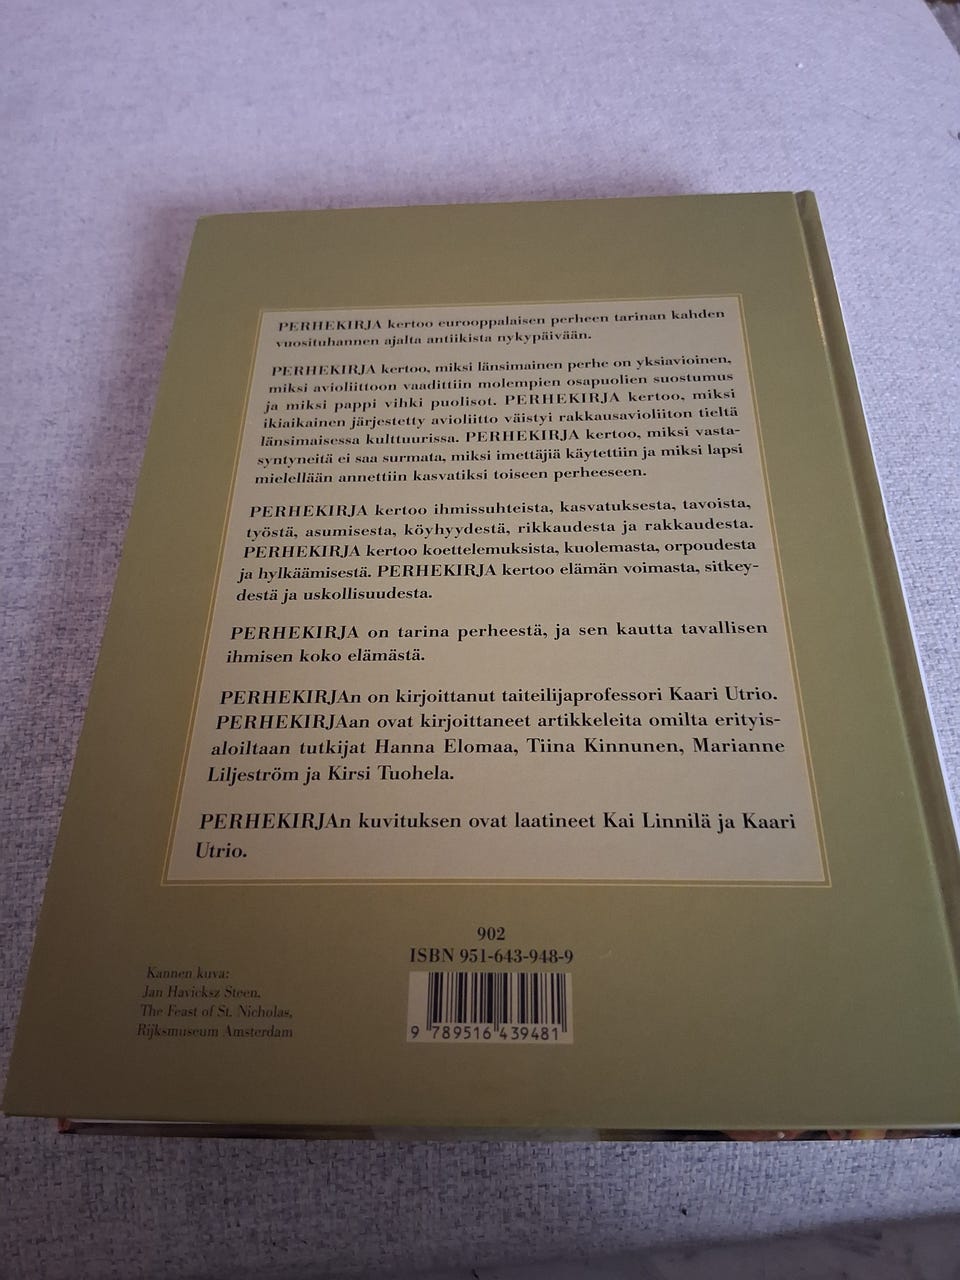 PERHEKIRJA kertoo eurooppalaisen perheen tarinan kahden
vuosituhannen ajalta antiikista nykypäivään.
PERHEKIRJA kertoo, miksi länsimainen perhe on yksiavioinen,
miksi avioliittoon vaadittiin molempien osapuolien suostumus
ja miksi pappi vihki puolisot. PERHEKIRJA kertoo, miksi
ikiaikainen järjestetty avioliitto väistyi rakkausavioliiton tieltä
länsimaisessa kulttuurissa. PERHEKIRJA kertoo, miksi vasta-
syntyneitä ei saa surmata, miksi imettäjiä käytettiin ja miksi lapsi
mielellään annettiin kasvatiksi toiseen perheeseen.
PERHEKIRJA kertoo ihmissuhteista, kasvatuksesta, tavoista,
työstä, asumisesta, köyhyydestä, rikkaudesta ja rakkaudesta.
PERHEKIRJA kertoo koettelemuksista, kuolemasta, orpoudesta
ja hylkäämisestä. PERHEKIRJA kertoo elämän voimasta, sitkey-
destä ja uskollisuudesta.
PERHEKIRJA on tarina perheestä, ja sen kautta tavallisen
ihmisen koko elämästä.
PERHEKIRJAn on kirjoittanut taiteilijaprofessori Kaari Utrio.
PERHEKIRJAan ovat kirjoittaneet artikkeleita omilta erityis-
aloiltaan tutkijat Hanna Elomaa, Tiina Kinnunen, Marianne
Liljeström ja Kirsi Tuohela.
PERHEKIRJAn kuvituksen ovat laatineet Kai Linnilä ja Kaari
Utrio.
902
ISBN 951-643-948-9
9 789516 439481
Kannen kuva:
Jan Havicksz Steen,
The Feast of St. Nicholas,
Rijksmuseum Amsterdam